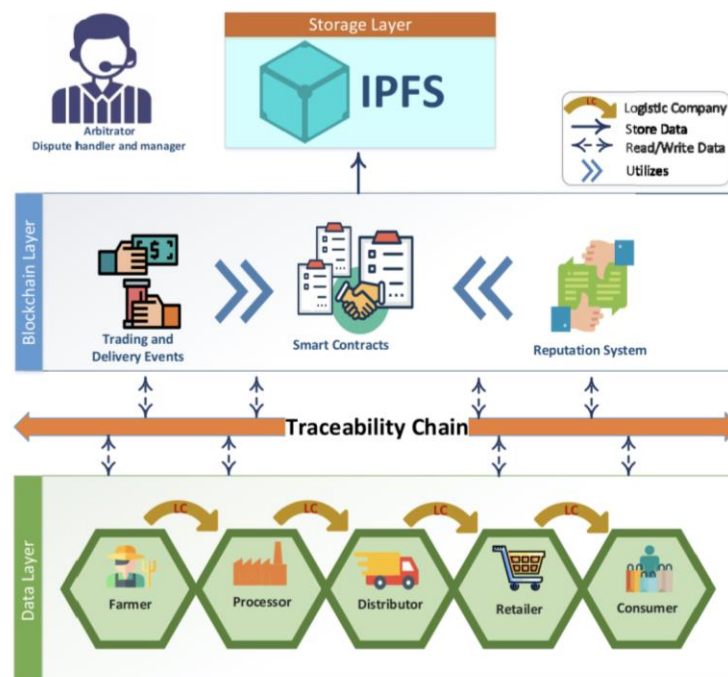 Storage Layer
IPFS
Arbitrator
Dispute handler and manager
LC
Logistic Company
Store Data
Read/Write Data
Utilizes
Blockchain Layer
Trading and
Delivery Events
Smart Contracts
Reputation System
Traceability Chain
Data Layer
LC
LC
LC
LC
Farmer
Processor
Distributor
Retailer
Consumer